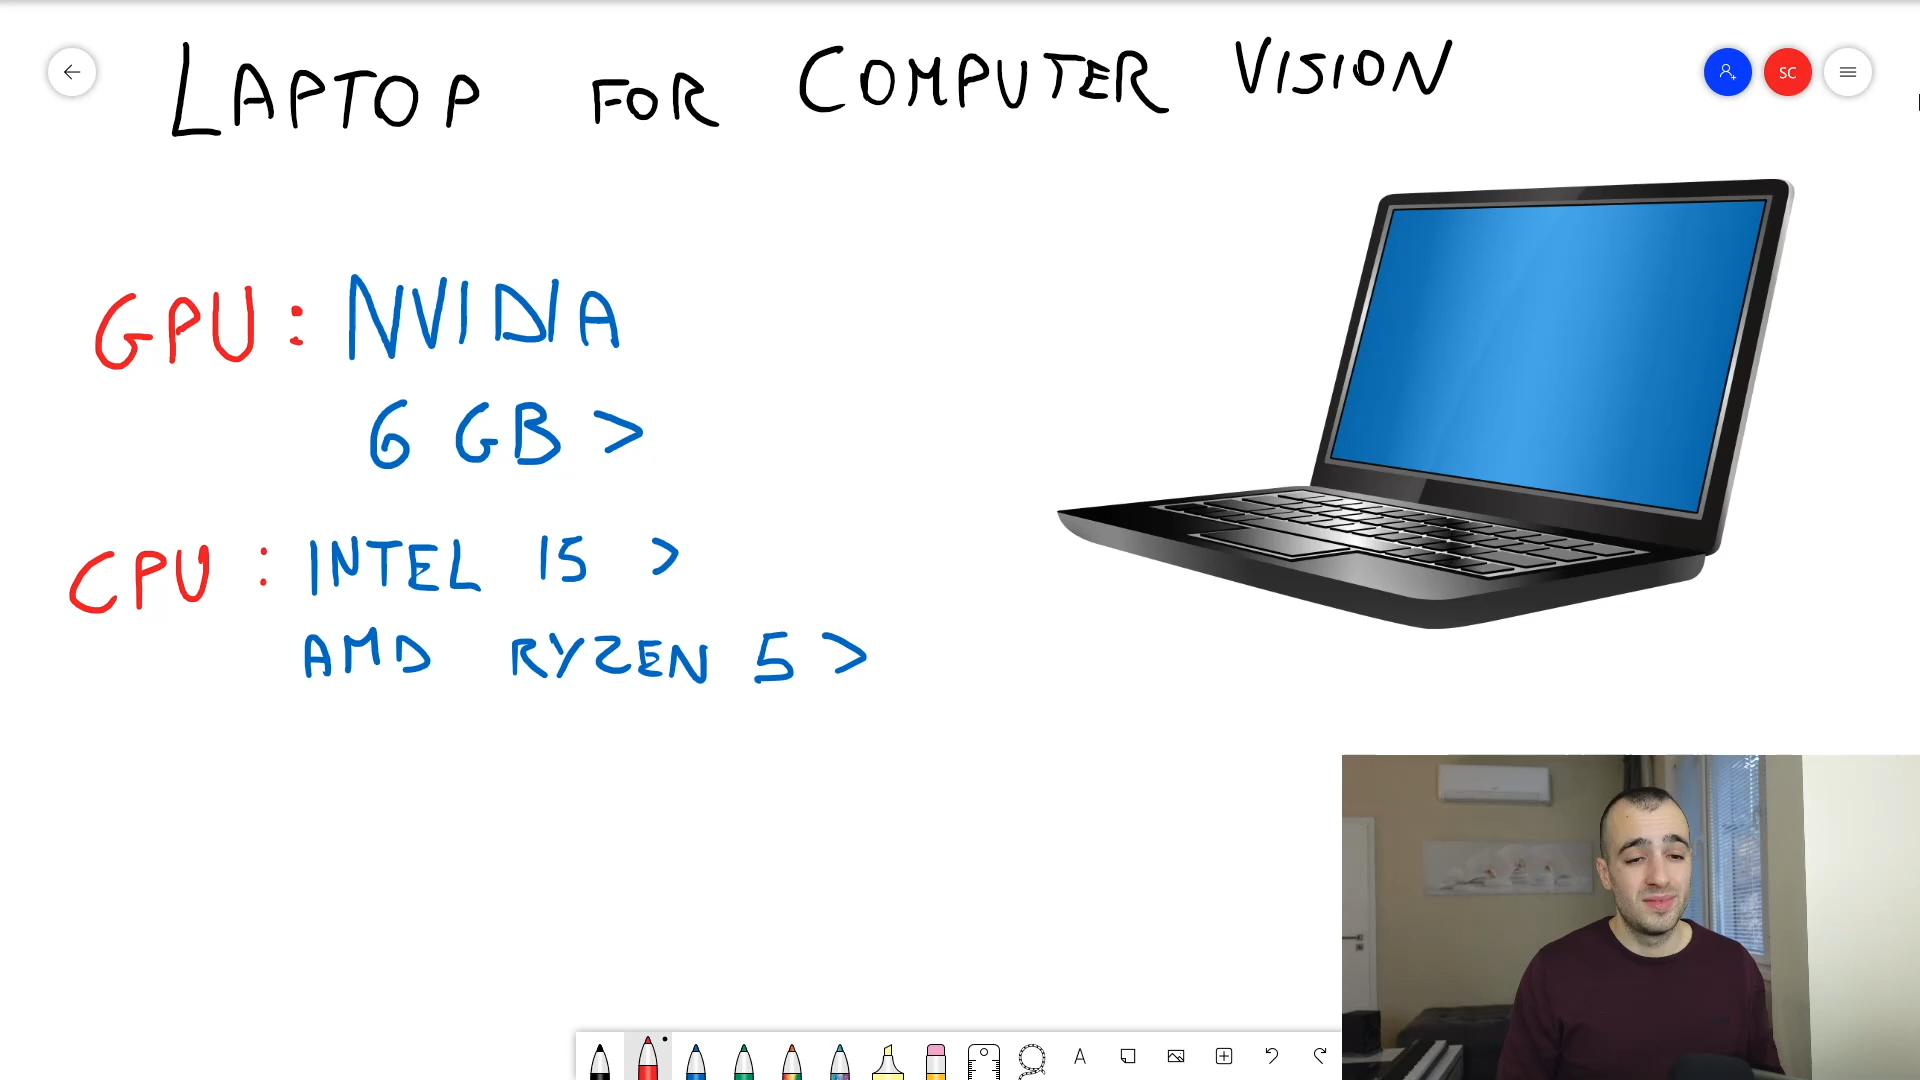 LAPTOP FOR COMPUTER VISION
SC
GPU: NVIDIA
6 GB >
CPU: INTEL I5 >
AMD RYZEN 5 >
A